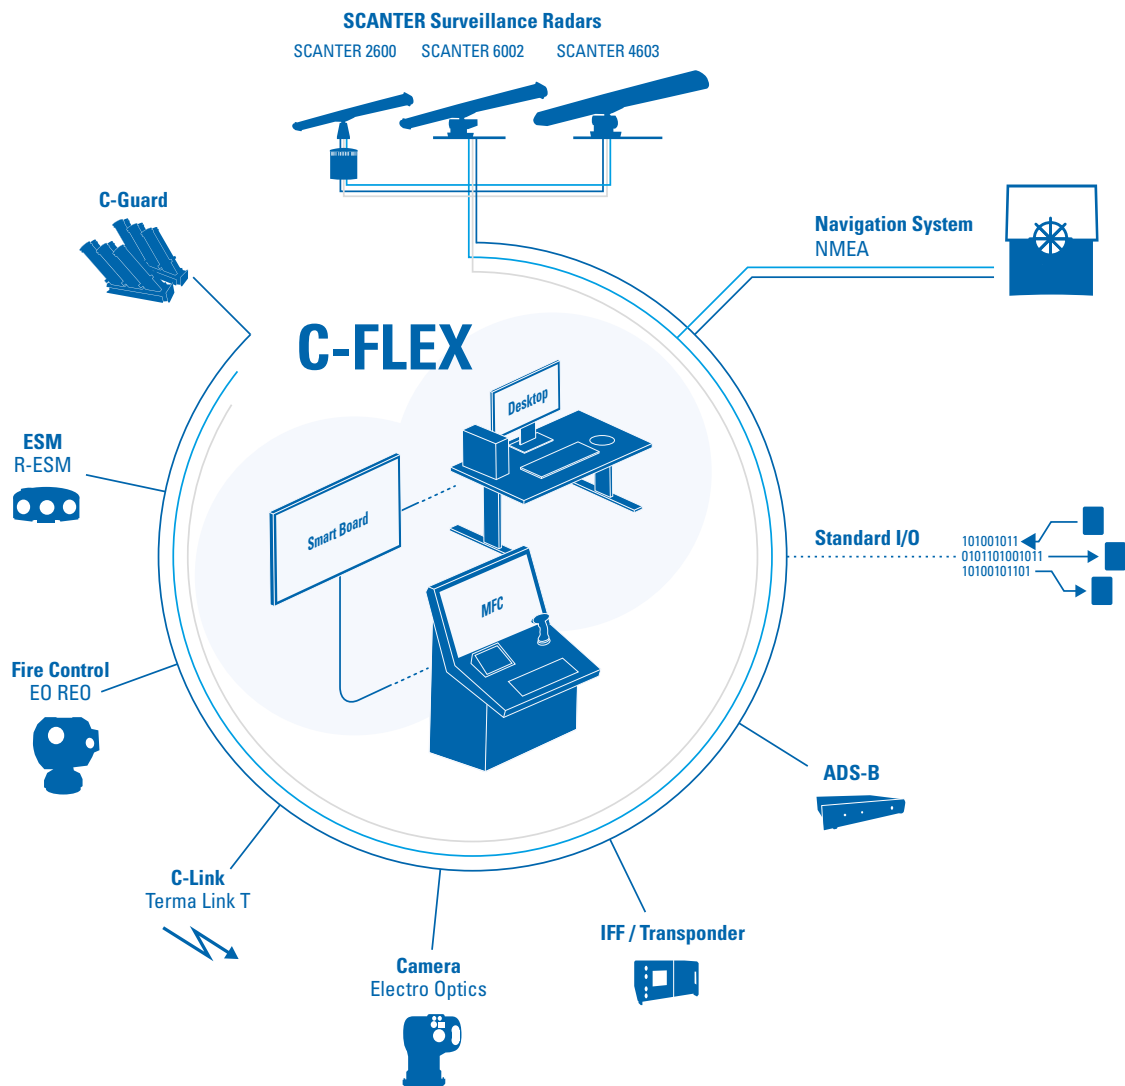 SCANTER Surveillance Radars
SCANTER 2600 SCANTER 6002 SCANTER 4603
C-Guard
Navigation System
NMEA
C-FLEX
Desktop
ESM
R-ESM
Smart Board
Standard I/O
101001011
0101101001011
10100101101
MFC
Fire Control
EO REO
ADS-B
C-Link
Terma Link T
IFF / Transponder
Camera
Electro Optics